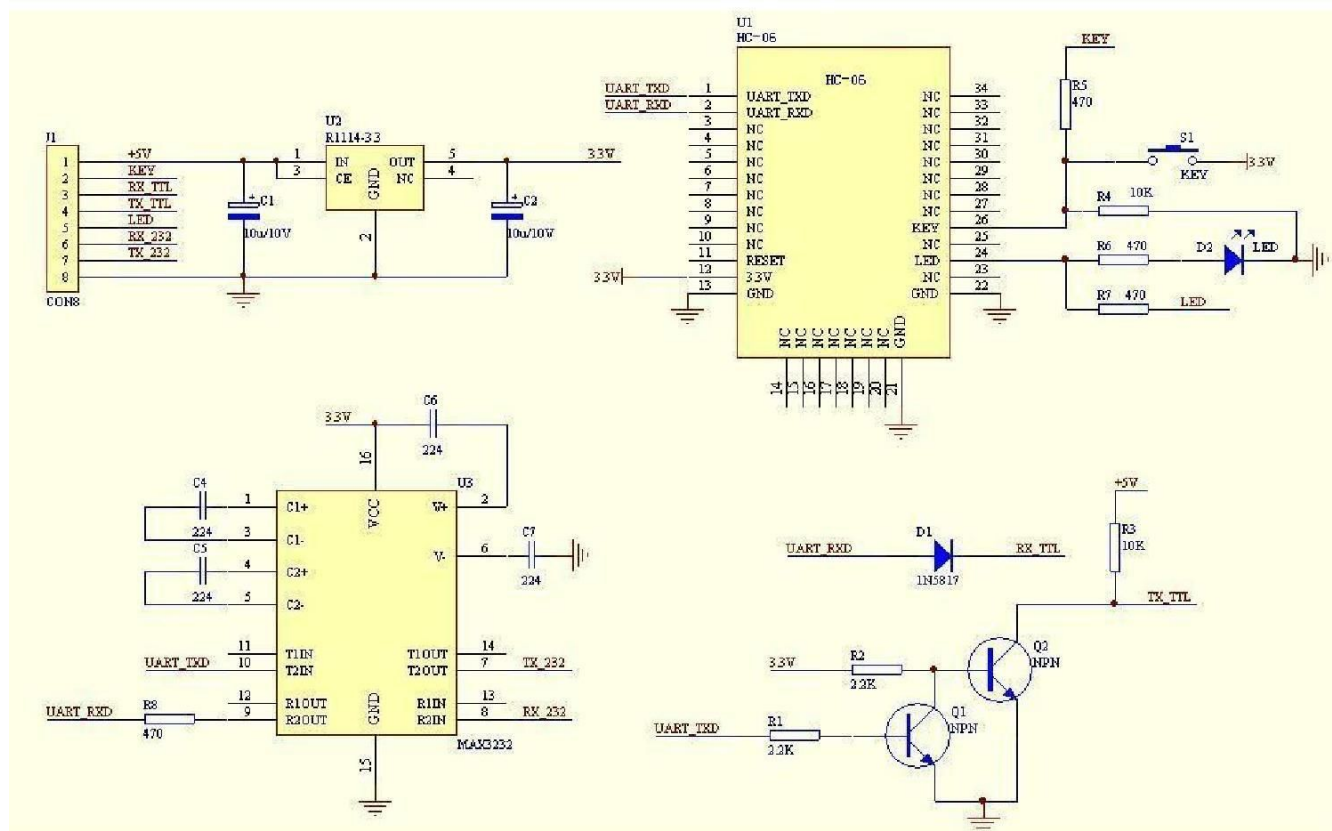 U1
HC-06
HC-06
UART_TXD 1 UART_TXD NC 34
UART_RXD 2 UART_RXD NC 33
3 NC NC 32
4 NC NC 31
5 NC NC 30
6 NC NC 29
7 NC NC 28
8 NC NC 27
9 NC KEY 26
10 NC NC 25
11 RESET LED 24
3.3V 12 3.3V NC 23
13 GND GND 22
NC NC NC NC NC NC NC GND
14 15 16 17 18 19 20 21
KEY
R5
470
S1
KEY
3.3V
R4 10K
R6 470
D2 LED
R7 470 LED
J1
1 +5V
2 KEY
3 RX_TTL
4 TX_TTL
5 LED
6 RX_232
7 TX_232
8
CON8
U2
R1114-3.3
1 IN OUT 5
3 CE NC 4
GND
2
3.3V
C1
10u/10V
C2
10u/10V
3.3V
C6
224
16
U3
C4
224
1 C1+ VCC V+ 2
3 C1-
C5
224
4 C2+ V- 6
5 C2-
C7
224
11 T1IN T1OUT 14
UART_TXD 10 T2IN T2OUT 7 TX_232
12 R1OUT R1IN 13
UART_RXD R8 9 R2OUT GND R2IN 8 RX_232
470
MAX3232
15
UART_RXD D1 RX_TTL
1N5817
+5V
R3
10K
TX_TTL
Q2
NPN
3.3V R2
2.2K
Q1
NPN
UART_TXD R1
2.2K